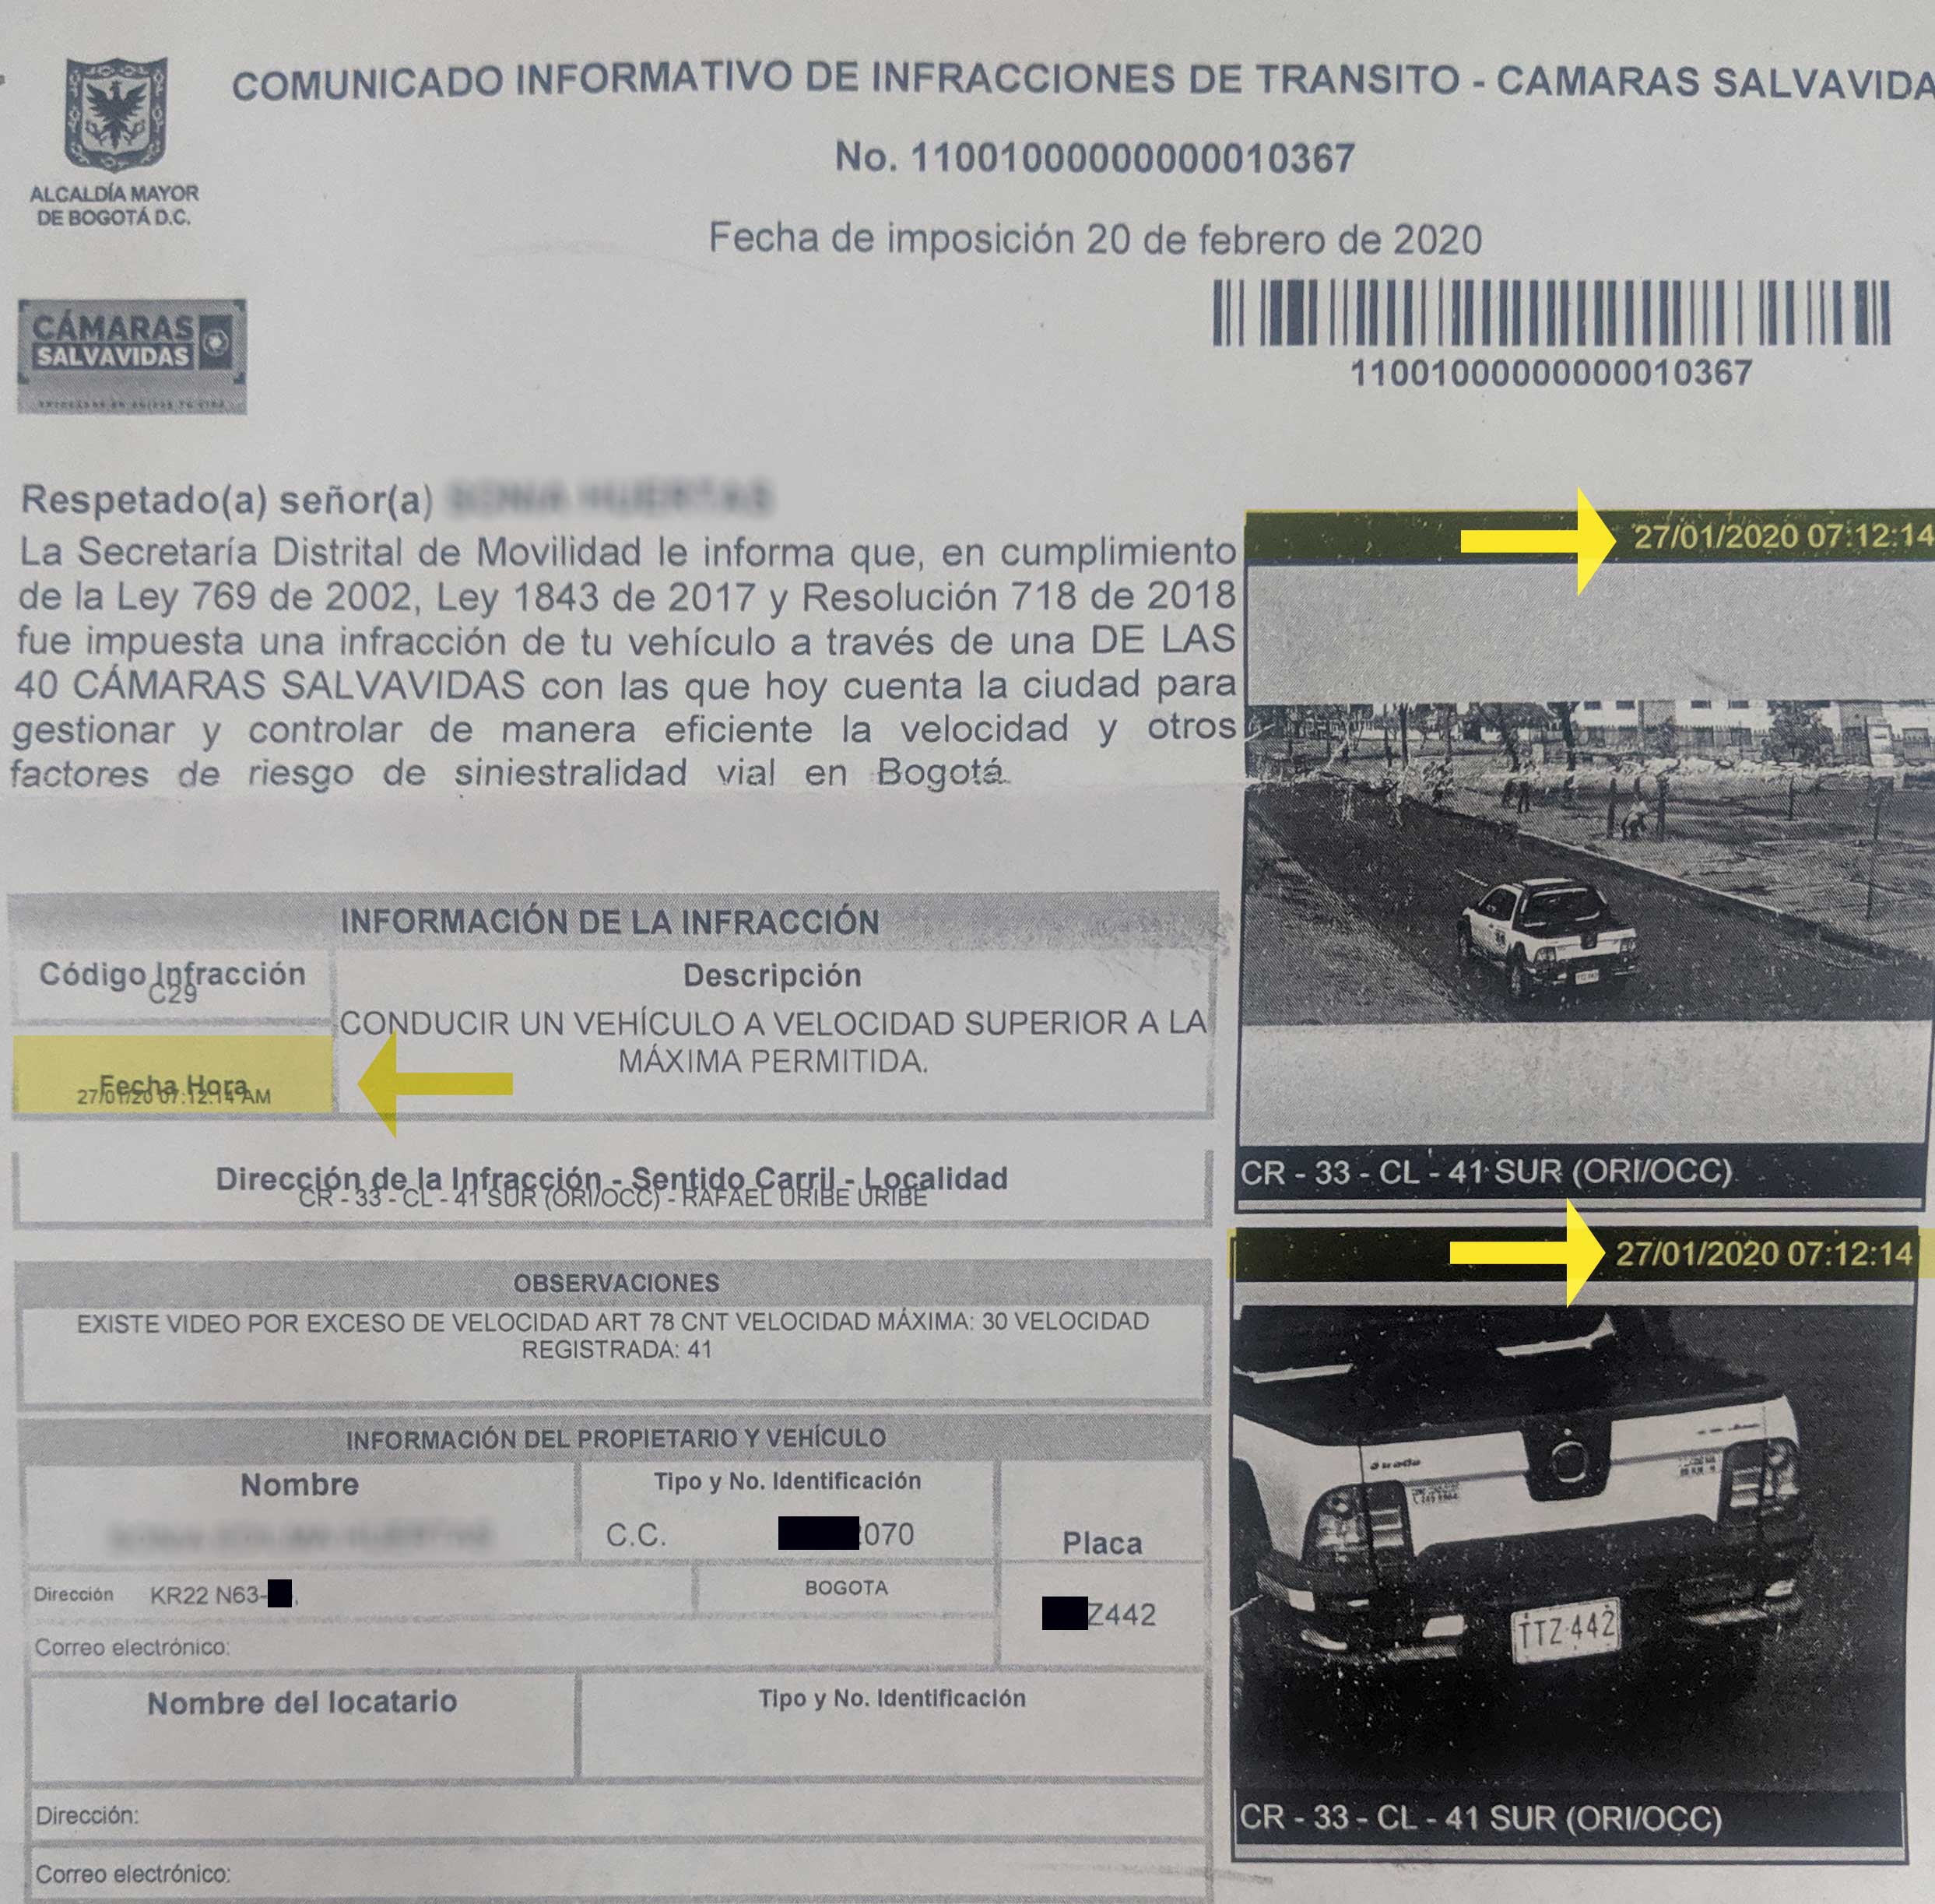 COMUNICADO INFORMATIVO DE INFRACCIONES DE TRANSITO - CAMARAS SALVAVIDA
No. 11001000000000010367
ALCALDÍA MAYOR
DE BOGOTÁ D.C.
Fecha de imposición 20 de febrero de 2020
CÁMARAS
SALVAVIDAS
11001000000000010367
Respetado(a) señor(a)
La Secretaría Distrital de Movilidad le informa que, en cumplimiento
de la Ley 769 de 2002, Ley 1843 de 2017 y Resolución 718 de 2018
fue impuesta una infracción de tu vehículo a través de una DE LAS
40 CÁMARAS SALVAVIDAS con las que hoy cuenta la ciudad para
gestionar y controlar de manera eficiente la velocidad y otros
factores de riesgo de siniestralidad vial en Bogotá.
27/01/2020 07:12:14
CR - 33 - CL - 41 SUR (ORI/OCC)
INFORMACIÓN DE LA INFRACCIÓN
Código Infracción
C29
Descripción
CONDUCIR UN VEHÍCULO A VELOCIDAD SUPERIOR A LA
MÁXIMA PERMITIDA.
Fecha Hora
27/01/20 07:12:14 AM
Dirección de la Infracción - Sentido Carril - Localidad
CR - 33 - CL - 41 SUR (ORI/OCC) - RAFAEL URIBE URIBE
27/01/2020 07:12:14
Strada
TTZ·442
CR - 33 - CL - 41 SUR (ORI/OCC)
OBSERVACIONES
EXISTE VIDEO POR EXCESO DE VELOCIDAD ART 78 CNT VELOCIDAD MÁXIMA: 30 VELOCIDAD
REGISTRADA: 41
INFORMACIÓN DEL PROPIETARIO Y VEHÍCULO
Nombre
Tipo y No. Identificación
C.C. 070
Placa
Z442
Dirección KR22 N63-
BOGOTA
Correo electrónico:
Nombre del locatario
Tipo y No. Identificación
Dirección:
Correo electrónico: